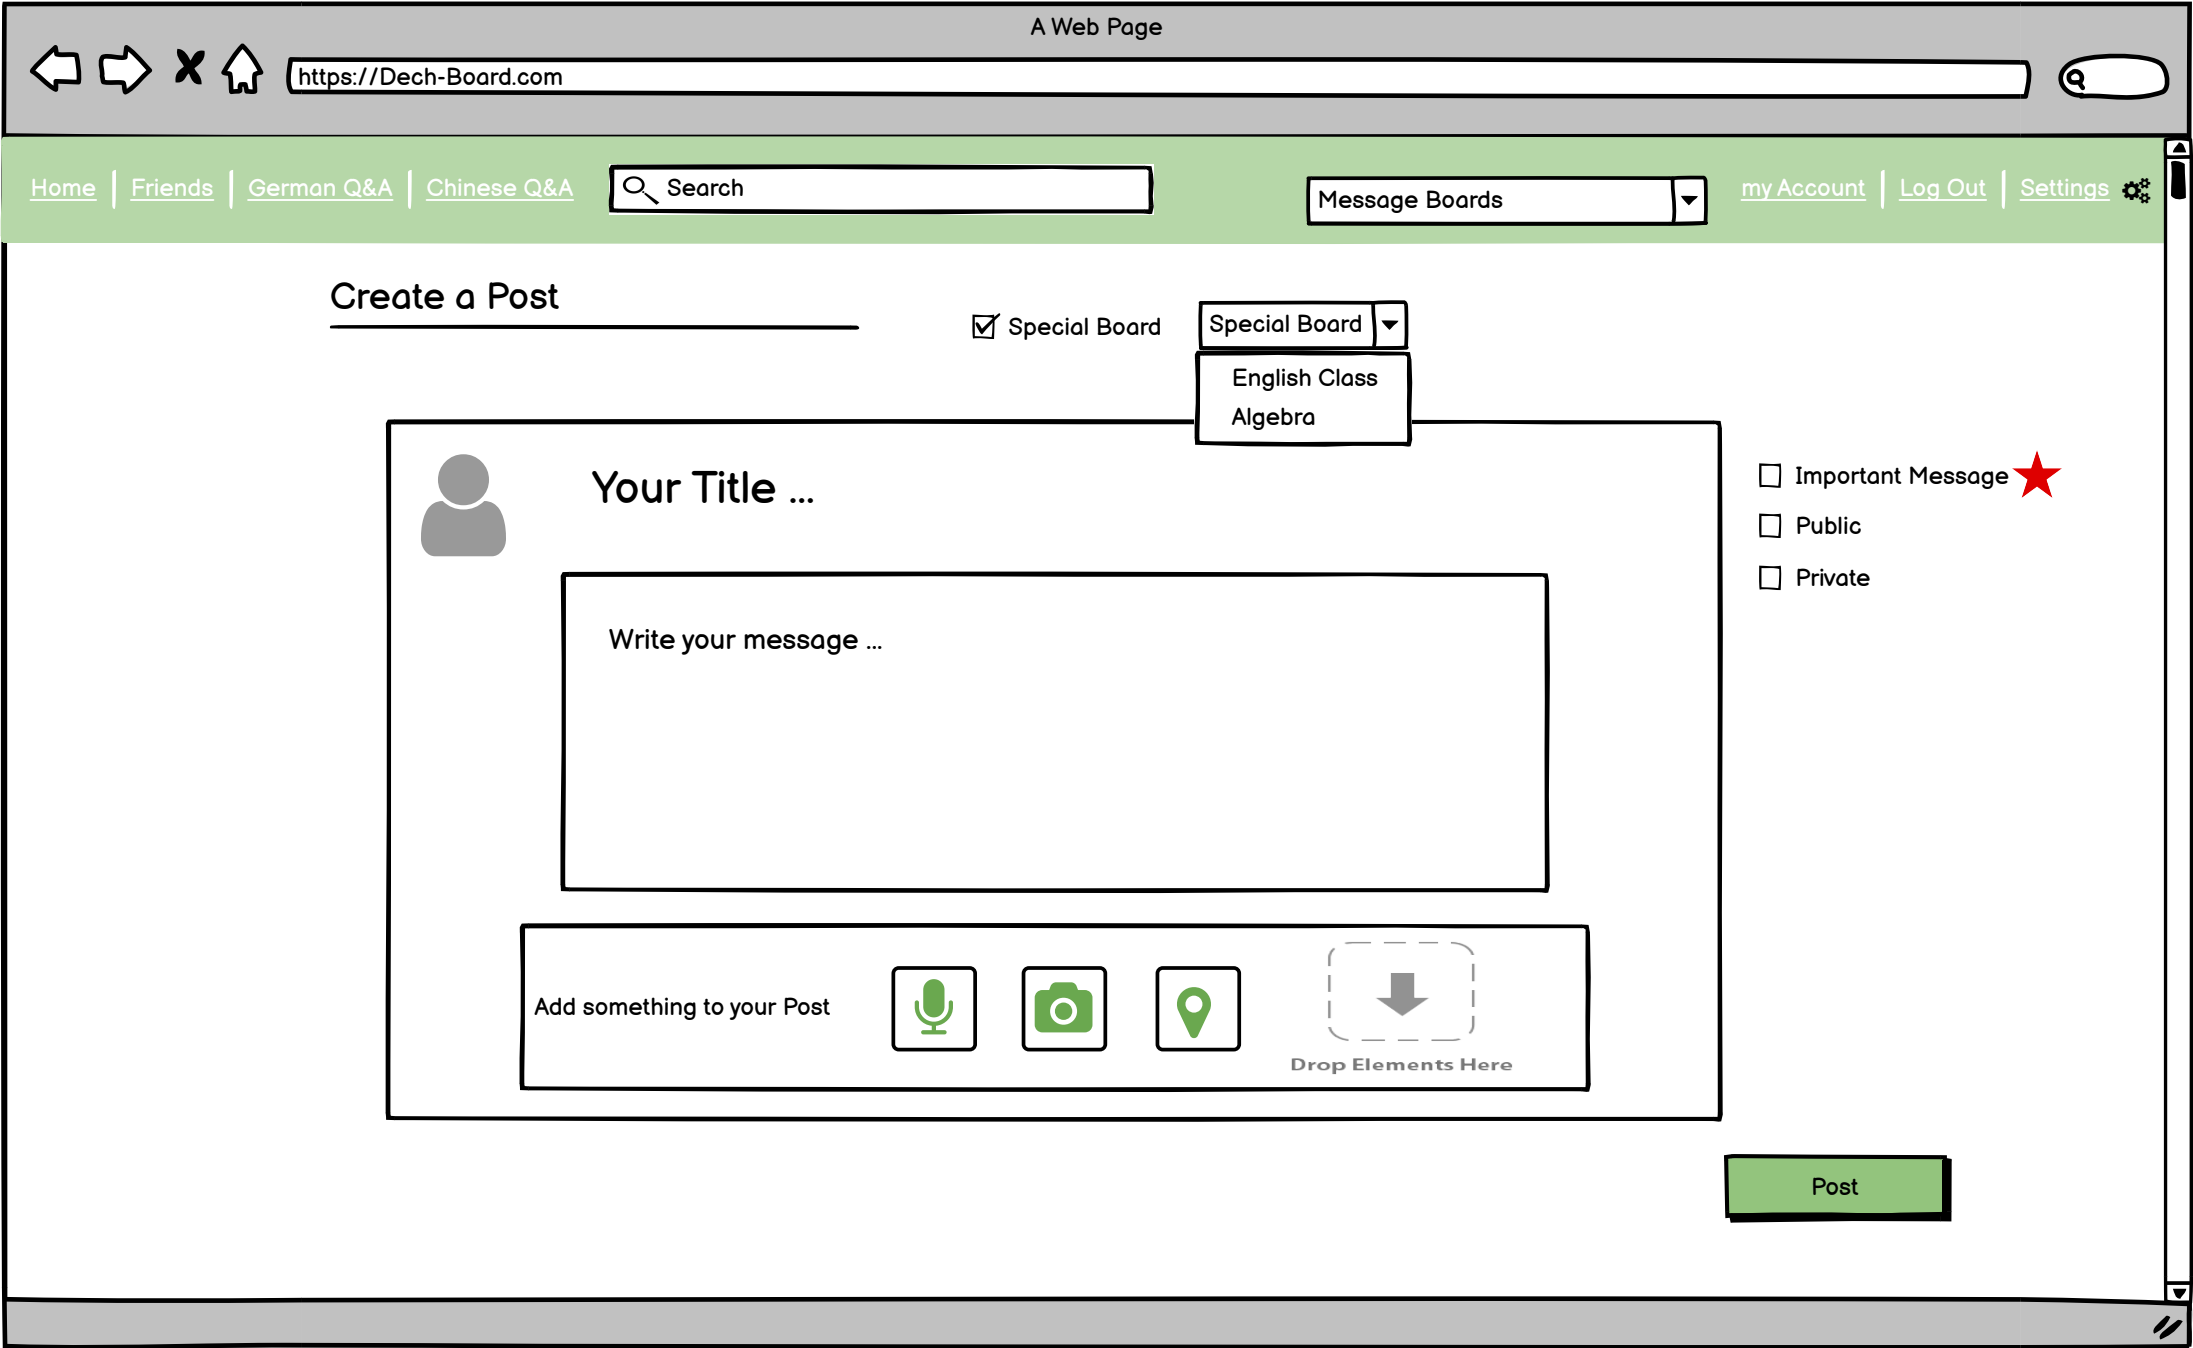 A Web Page
https://Dech-Board.com
Home Friends German Q&A Chinese Q&A Search Message Boards my Account Log Out Settings
Create a Post
Special Board Special Board
English Class
Algebra
Your Title ...
Important Message
Public
Private
Write your message ...
Add something to your Post
Drop Elements Here
Post